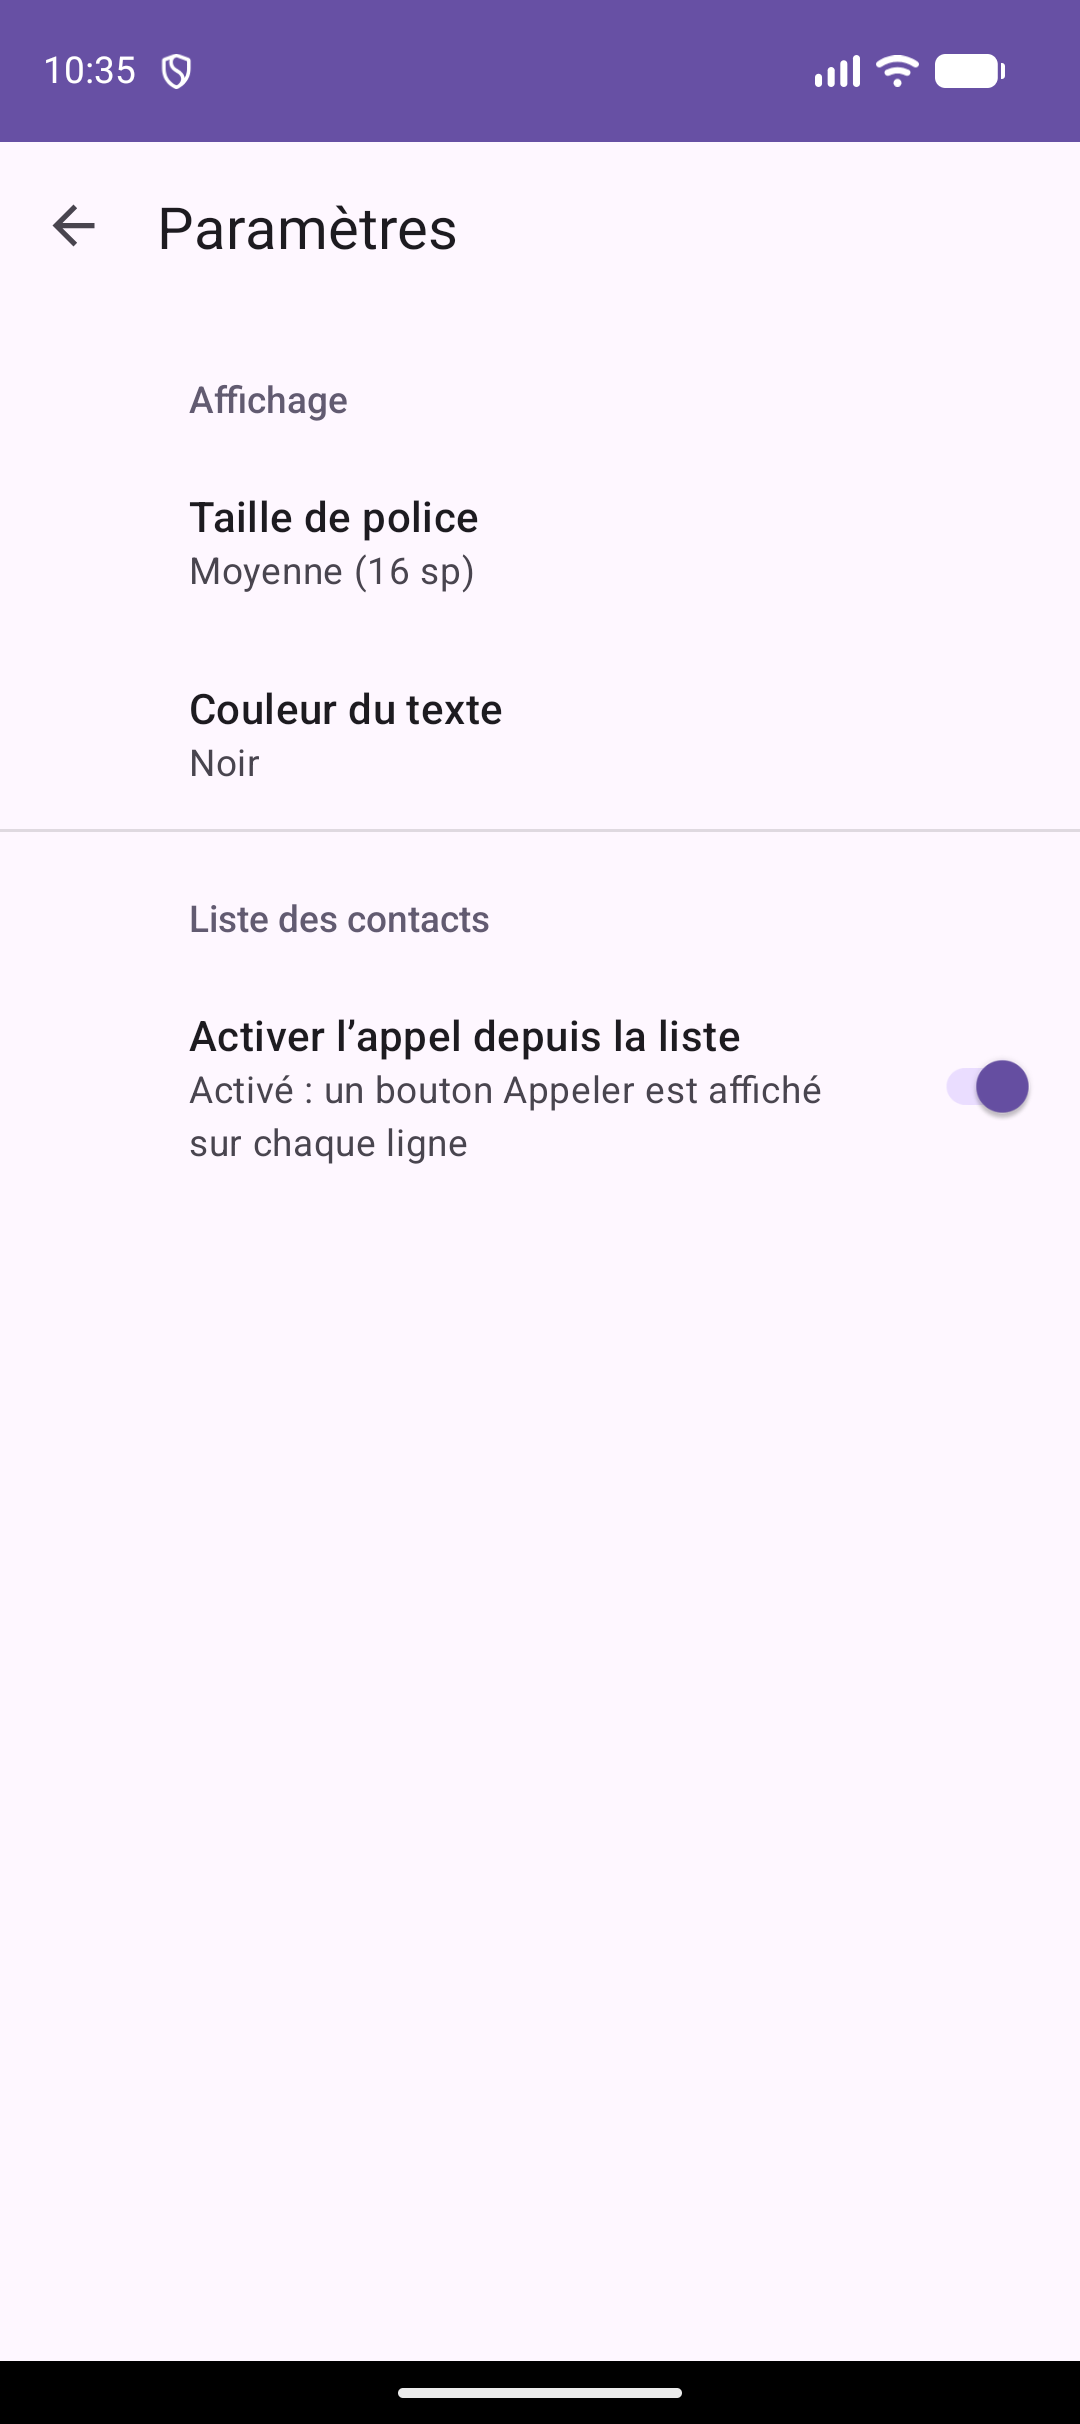 10:35
Paramètres
Affichage
Taille de police
Moyenne (16 sp)
Couleur du texte
Noir
Liste des contacts
Activer l’appel depuis la liste
Activé : un bouton Appeler est affiché
sur chaque ligne